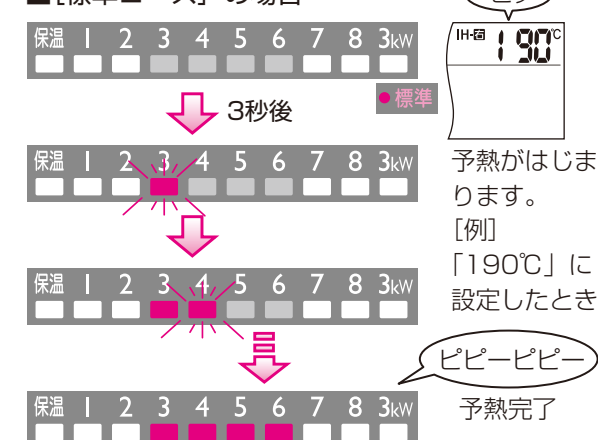 ■［標準コース］の場合
保温 1 2 3 4 5 6 7 8 3kW
3秒後
●標準
保温 1 2 3 4 5 6 7 8 3kW
保温 1 2 3 4 5 6 7 8 3kW
保温 1 2 3 4 5 6 7 8 3kW
ピッ
IH-固 190℃
予熱がはじま
ります。
［例］
「190℃」に
設定したとき
ピピーピピー
予熱完了